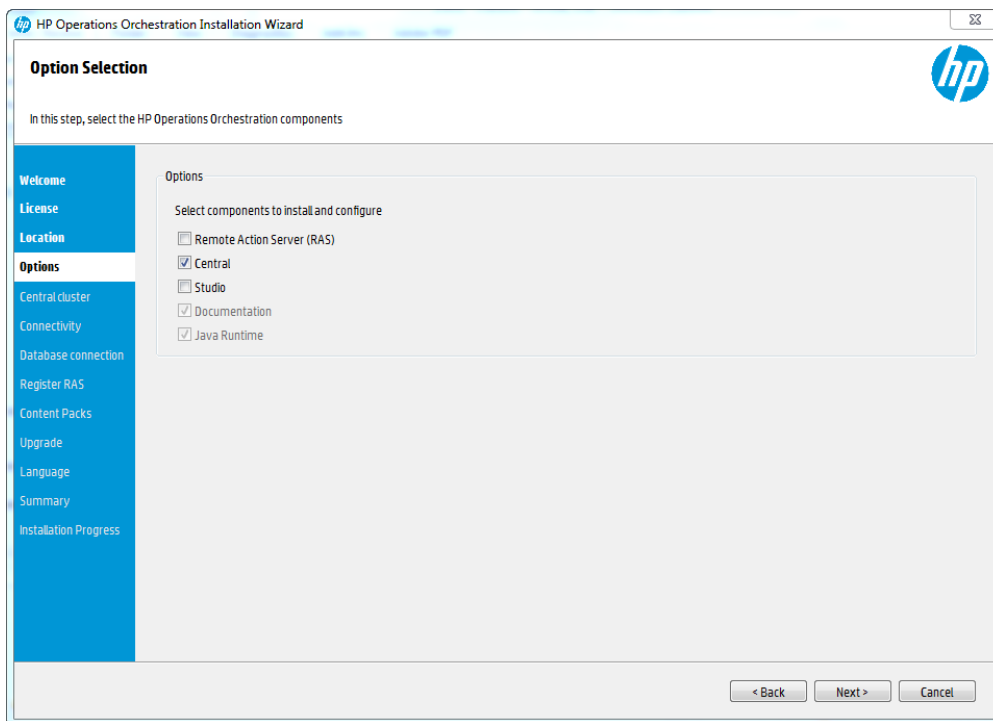 HP Operations Orchestration Installation Wizard
Option Selection
hp
In this step, select the HP Operations Orchestration components
Welcome
License
Location
Options
Central cluster
Connectivity
Database connection
Register RAS
Content Packs
Upgrade
Language
Summary
Installation Progress
Options
Select components to install and configure
Remote Action Server (RAS)
Central
Studio
Documentation
Java Runtime
< Back
Next >
Cancel